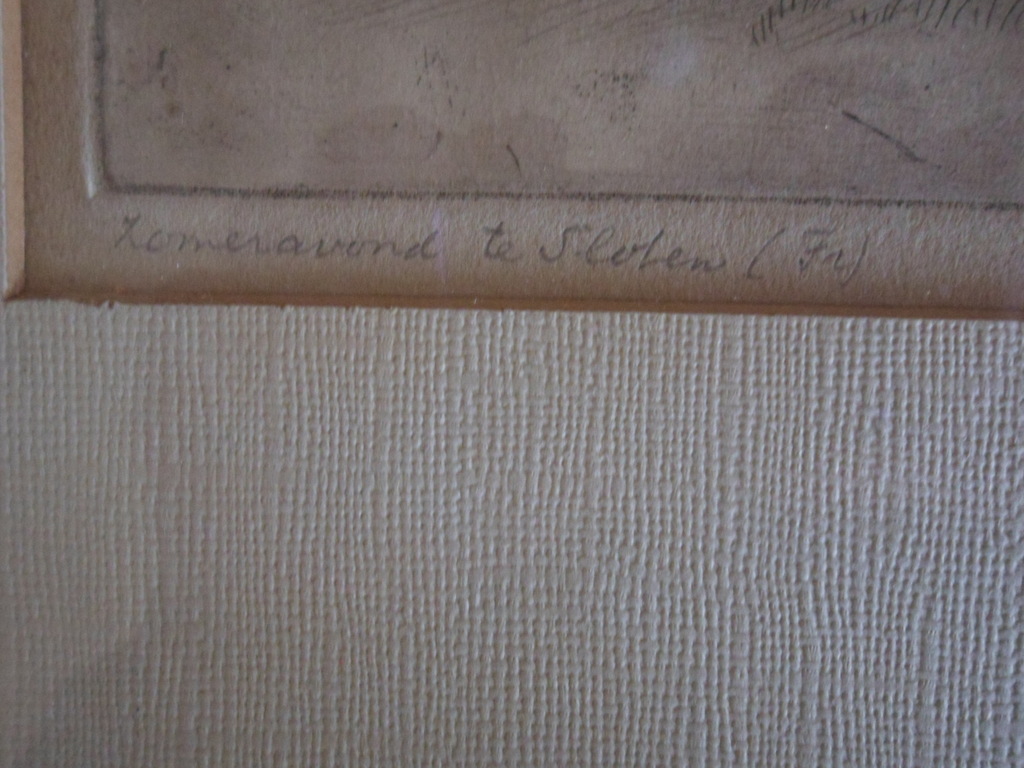 Zomeravond te Sloten (Fr)